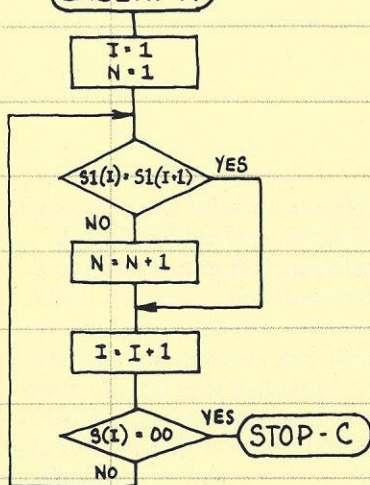 I = 1
N = 1
S1(I) = S1(I+1)
YES
NO
N = N + 1
I = I + 1
S(I) = 00
YES
STOP - C
NO